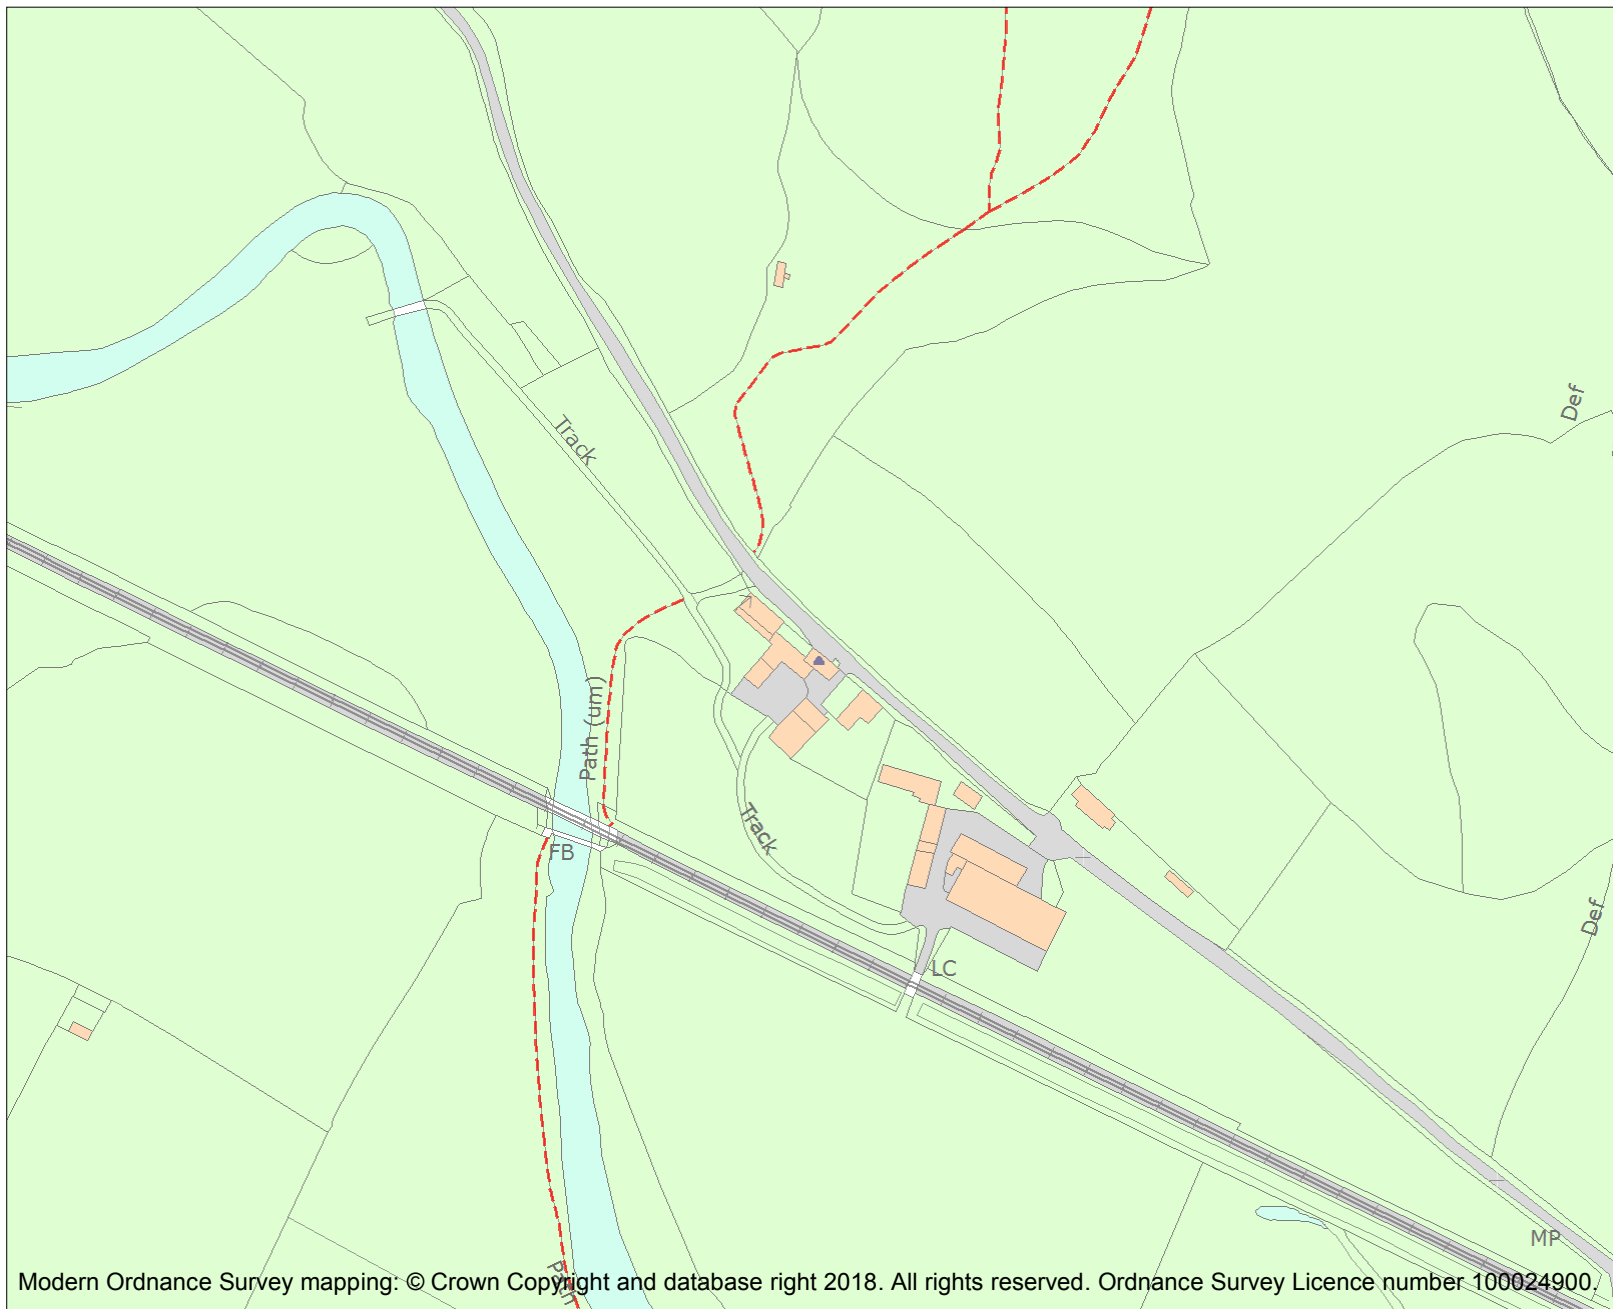 Def
Track
Path (um)
Track
FB
Def
LC
MP
Path
Modern Ordnance Survey mapping: © Crown Copyright and database right 2018. All rights reserved. Ordnance Survey Licence number 100024900.